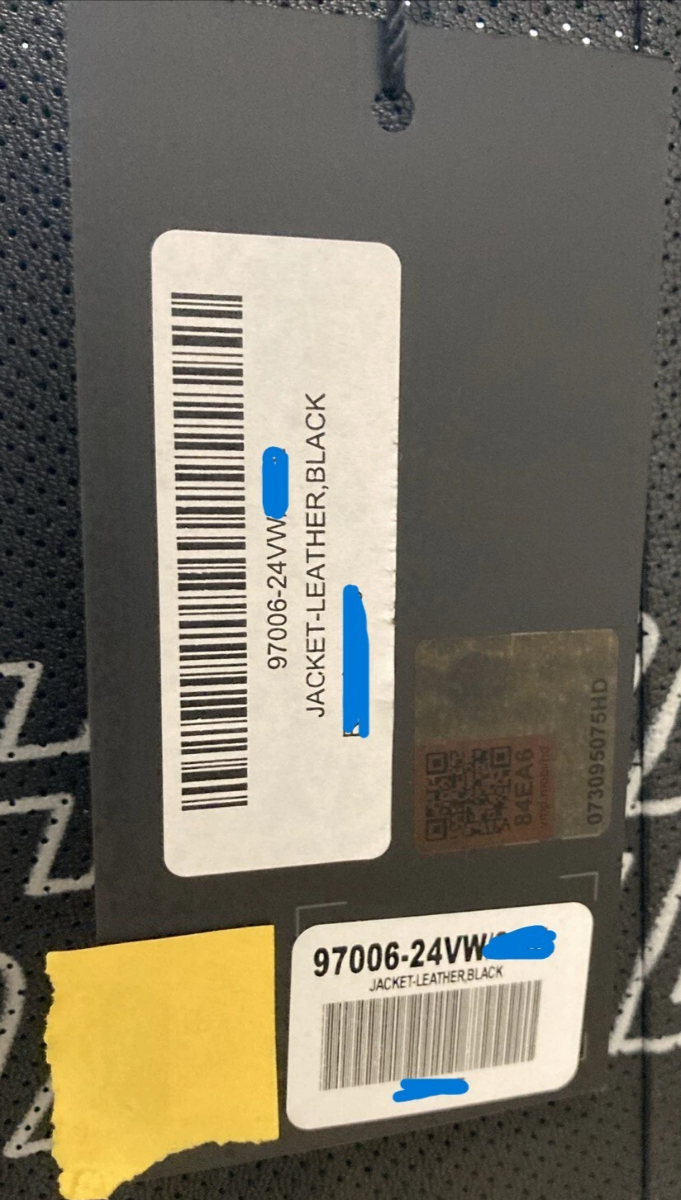 97006-24VW
JACKET-LEATHER,BLACK
84EA6
073095075HD
97006-24VW/
JACKET-LEATHER,BLACK